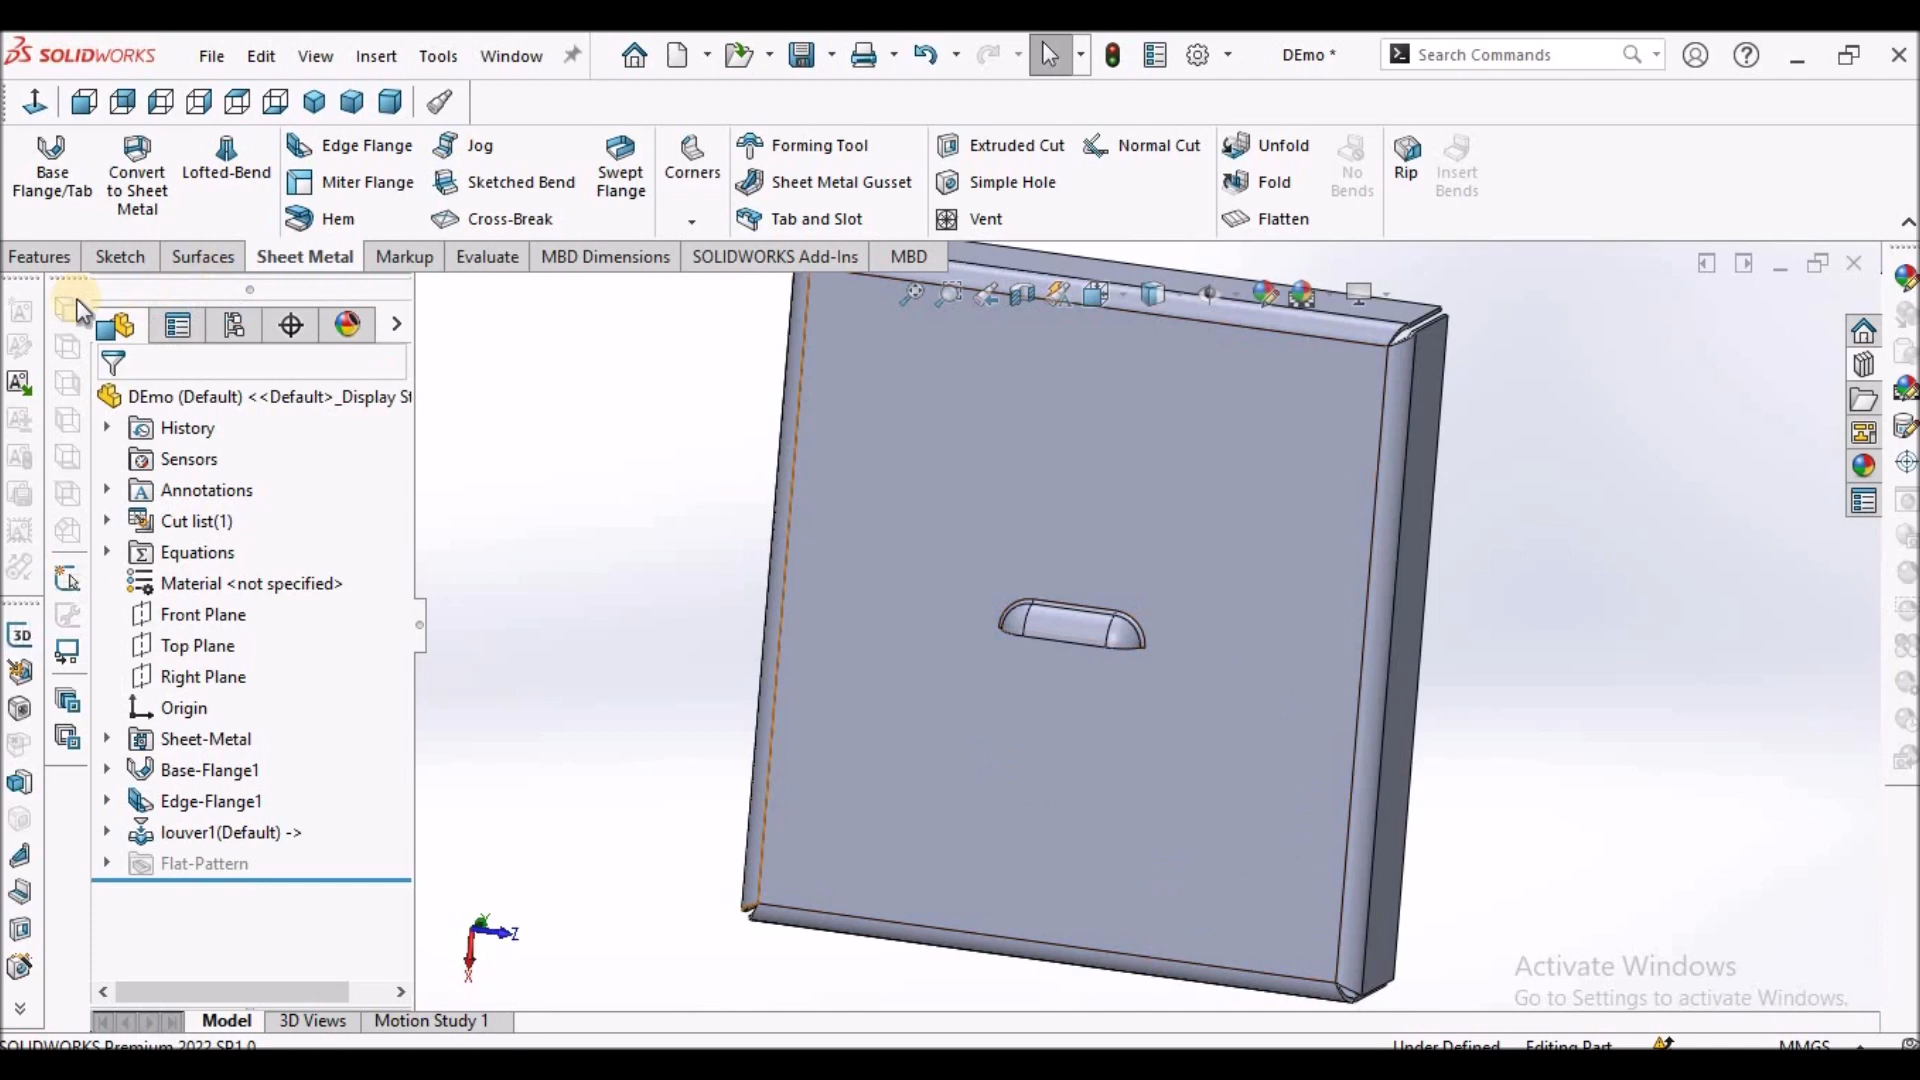 SOLIDWORKS File Edit View Insert Tools Window DEmo * Search Commands
Base Flange/Tab
Convert to Sheet Metal
Lofted-Bend
Edge Flange
Miter Flange
Hem
Jog
Sketched Bend
Cross-Break
Swept Flange
Corners
Forming Tool
Sheet Metal Gusset
Tab and Slot
Extruded Cut
Simple Hole
Vent
Normal Cut
Unfold
Fold
Flatten
No Bends
Rip
Insert Bends
Features Sketch Surfaces Sheet Metal Markup Evaluate MBD Dimensions SOLIDWORKS Add-Ins MBD
DEmo (Default) <<Default>_Display St
History
Sensors
Annotations
Cut list(1)
Equations
Material <not specified>
Front Plane
Top Plane
Right Plane
Origin
Sheet-Metal
Base-Flange1
Edge-Flange1
louver1(Default) ->
Flat-Pattern
3D
Y
Z
X
Activate Windows
Go to Settings to activate Windows.
Model 3D Views Motion Study 1
SOLIDWORKS Premium 2022 SP1.0 Under Defined Editing Part MMGS